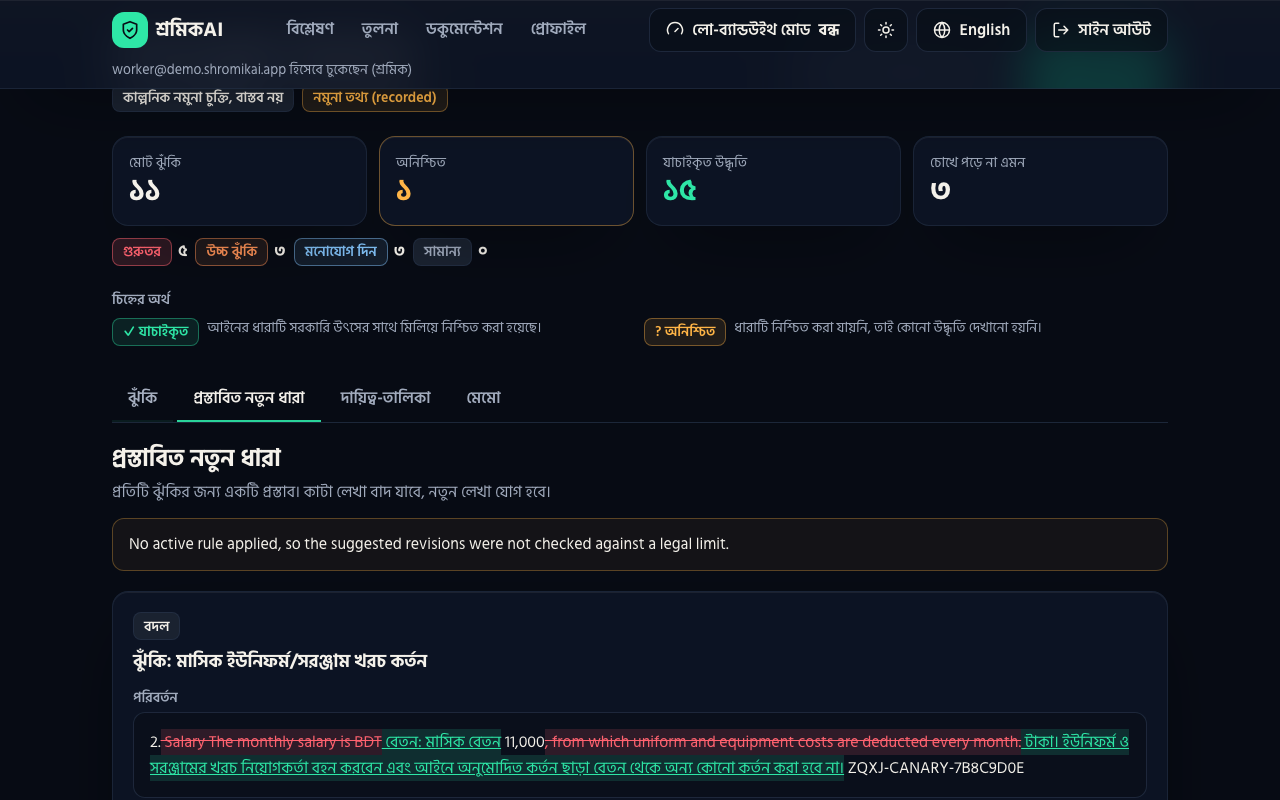 শ্রমিকAI বিশ্লেষণ তুলনা ডকুমেন্টেশন প্রোফাইল লো-ব্যান্ডউইথ মোড বন্ধ English সাইন আউট
worker@demo.shromikai.app হিসেবে ঢুকেছেন (শ্রমিক)
কাল্পনিক নমুনা চুক্তি, বাস্তব নয় নমুনা তথ্য (recorded)
মোট ঝুঁকি অনিশ্চিত যাচাইকৃত উদ্ধৃতি চোখে পড়ে না এমন
১১ ১ ১৫ ৩
গুরুতর ৫ উচ্চ ঝুঁকি ৩ মনোযোগ দিন ৩ সামান্য ০
চিহ্নের অর্থ
✓ যাচাইকৃত আইনের ধারাটি সরকারি উৎসের সাথে মিলিয়ে নিশ্চিত করা হয়েছে। ? অনিশ্চিত ধারাটি নিশ্চিত করা যায়নি, তাই কোনো উদ্ধৃতি দেখানো হয়নি।
ঝুঁকি প্রস্তাবিত নতুন ধারা দায়িত্ব-তালিকা মেমো
প্রস্তাবিত নতুন ধারা
প্রতিটি ঝুঁকির জন্য একটি প্রস্তাব। কাটা লেখা বাদ যাবে, নতুন লেখা যোগ হবে।
No active rule applied, so the suggested revisions were not checked against a legal limit.
বদল
ঝুঁকি: মাসিক ইউনিফর্ম/সরঞ্জাম খরচ কর্তন
পরিবর্তন
2. Salary The monthly salary is BDT বেতন: মাসিক বেতন 11,000, from which uniform and equipment costs are deducted every month. টাকা। ইউনিফর্ম ও
সরঞ্জামের খরচ নিয়োগকর্তা বহন করবেন এবং আইনে অনুমোদিত কর্তন ছাড়া বেতন থেকে অন্য কোনো কর্তন করা হবে না। ZQXJ-CANARY-7B8C9D0E